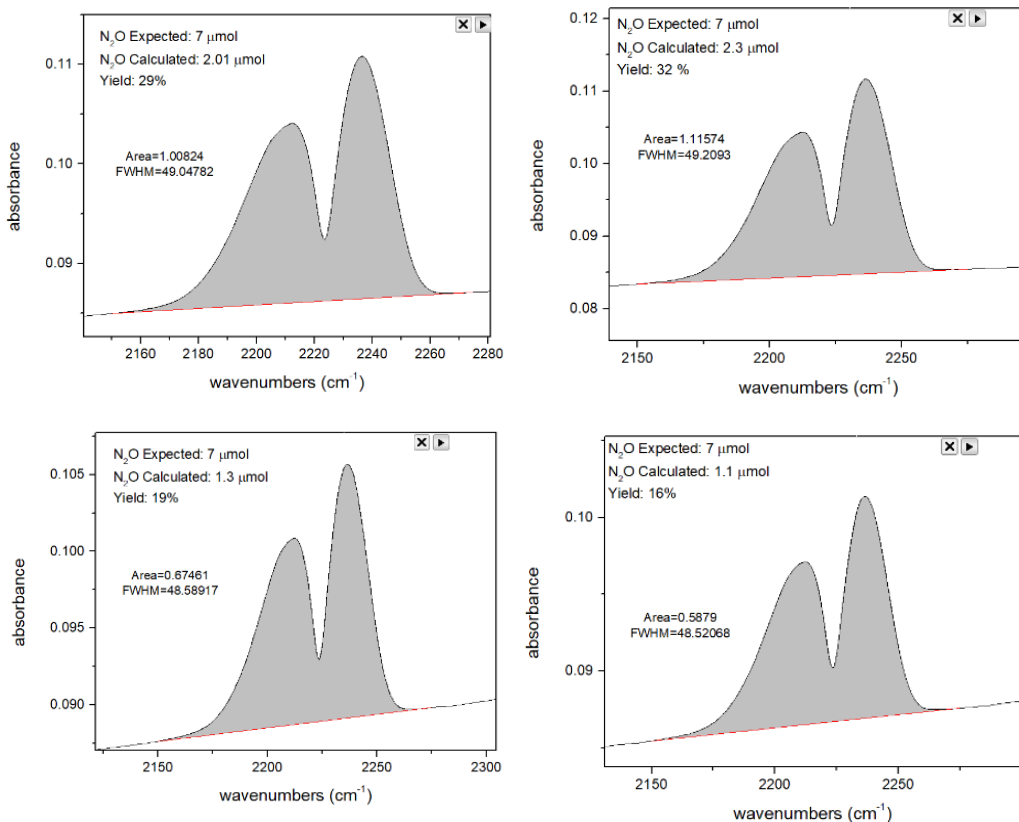 N₂O Expected: 7 μmol
N₂O Calculated: 2.01 μmol
Yield: 29%
Area=1.00824
FWHM=49.04782
0.11
0.10
0.09
absorbance
2160 2180 2200 2220 2240 2260 2280
wavenumbers (cm⁻¹)
N₂O Expected: 7 μmol
N₂O Calculated: 2.3 μmol
Yield: 32 %
Area=1.11574
FWHM=49.2093
0.12
0.11
0.10
0.09
0.08
absorbance
2150 2200 2250
wavenumbers (cm⁻¹)
N₂O Expected: 7 μmol
N₂O Calculated: 1.3 μmol
Yield: 19%
Area=0.67461
FWHM=48.58917
0.105
0.100
0.095
0.090
absorbance
2150 2200 2250 2300
wavenumbers (cm⁻¹)
N₂O Expected: 7 μmol
N₂O Calculated: 1.1 μmol
Yield: 16%
Area=0.5879
FWHM=48.52068
0.10
0.09
absorbance
2150 2200 2250
wavenumbers (cm⁻¹)